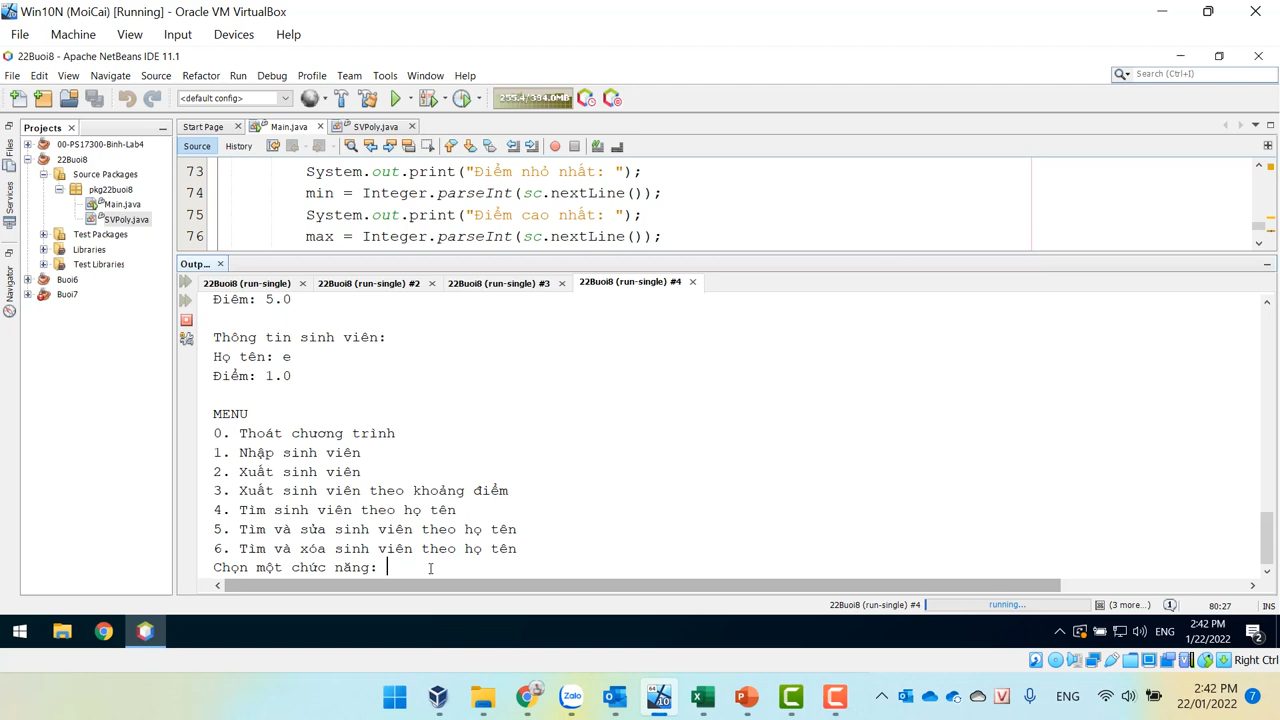 Win10N (MoiCai) [Running] - Oracle VM VirtualBox
File Machine View Input Devices Help
22Buoi8 - Apache NetBeans IDE 11.1
File Edit View Navigate Source Refactor Run Debug Profile Team Tools Window Help
Search (Ctrl+I)
<default config>
Projects
Start Page Main.java SVPoly.java
00-PS17300-Binh-Lab4
22Buoi8
Source Packages
pkg22buoi8
Main.java
SVPoly.java
Test Packages
Libraries
Test Libraries
Buoi6
Buoi7
Files
Services
Navigator
Source History
73 System.out.print("Điểm nhỏ nhất: ");
74 min = Integer.parseInt(sc.nextLine());
75 System.out.print("Điểm cao nhất: ");
76 max = Integer.parseInt(sc.nextLine());
Outp...
22Buoi8 (run-single) 22Buoi8 (run-single) #2 22Buoi8 (run-single) #3 22Buoi8 (run-single) #4
Điểm: 5.0
Thông tin sinh viên:
Họ tên: e
Điểm: 1.0
MENU
0. Thoát chương trình
1. Nhập sinh viên
2. Xuất sinh viên
3. Xuất sinh viên theo khoảng điểm
4. Tìm sinh viên theo họ tên
5. Tìm và sửa sinh viên theo họ tên
6. Tìm và xóa sinh viên theo họ tên
Chọn một chức năng:
22Buoi8 (run-single) #4 running... (3 more...) 1 80:27 INS
ENG 2:42 PM
1/22/2022 2
Right Ctrl
ENG 2:42 PM
22/01/2022 7